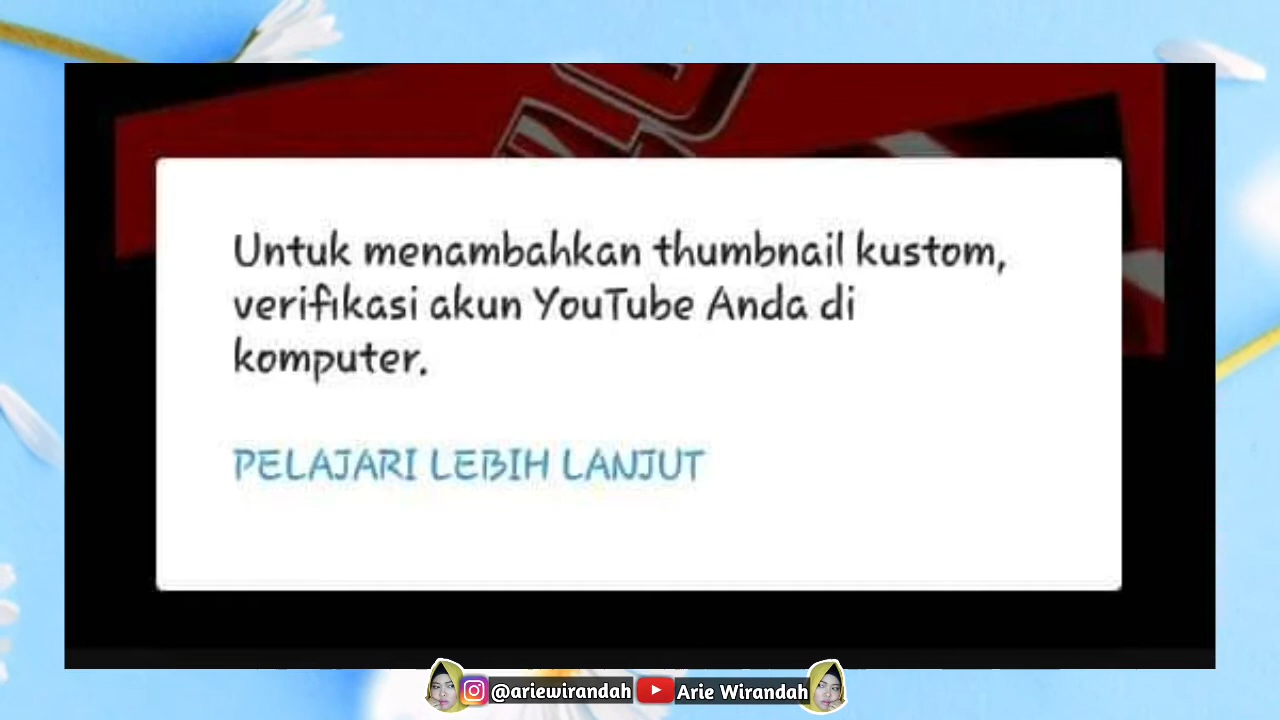 Untuk menambahkan thumbnail kustom,
verifikasi akun YouTube Anda di
komputer.
PELAJARI LEBIH LANJUT
@ariewirandah Arie Wirandah